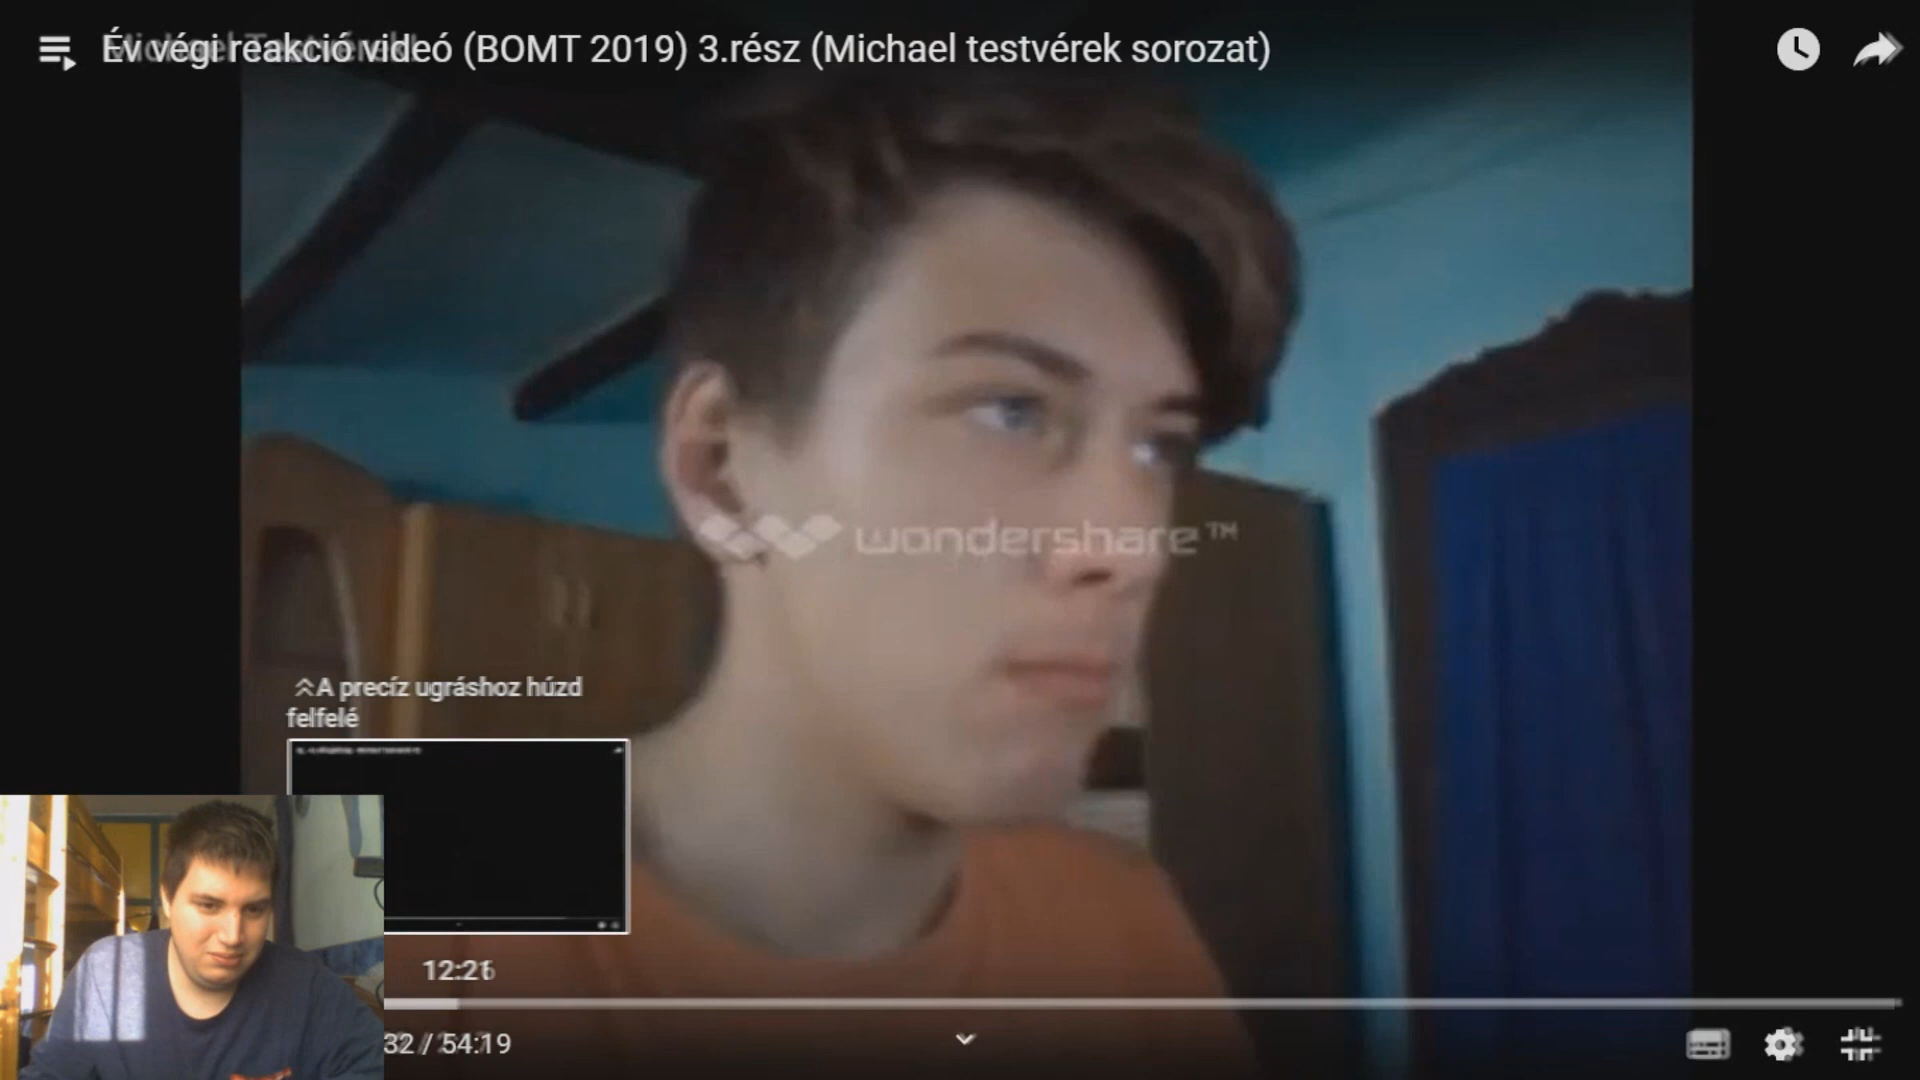 Év végi reakció videó (BOMT 2019) 3.rész (Michael testvérek sorozat)
wondershare™
A precíz ugráshoz húzd
felfelé
12:21
32 / 54:19